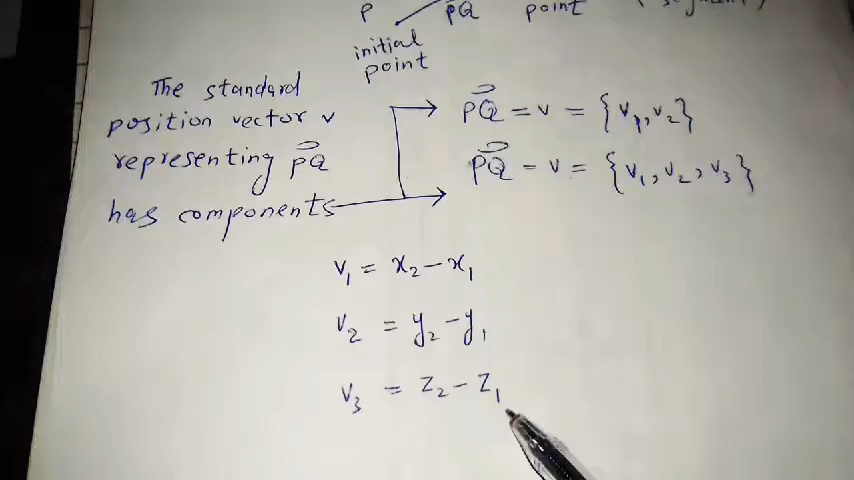 P PQ point
initial
point
The standard
position vector v
representing PQ
has components
PQ = v = {v₁, v₂}
PQ = v = {v₁, v₂, v₃}
v₁ = x₂ - x₁
v₂ = y₂ - y₁
v₃ = z₂ - z₁